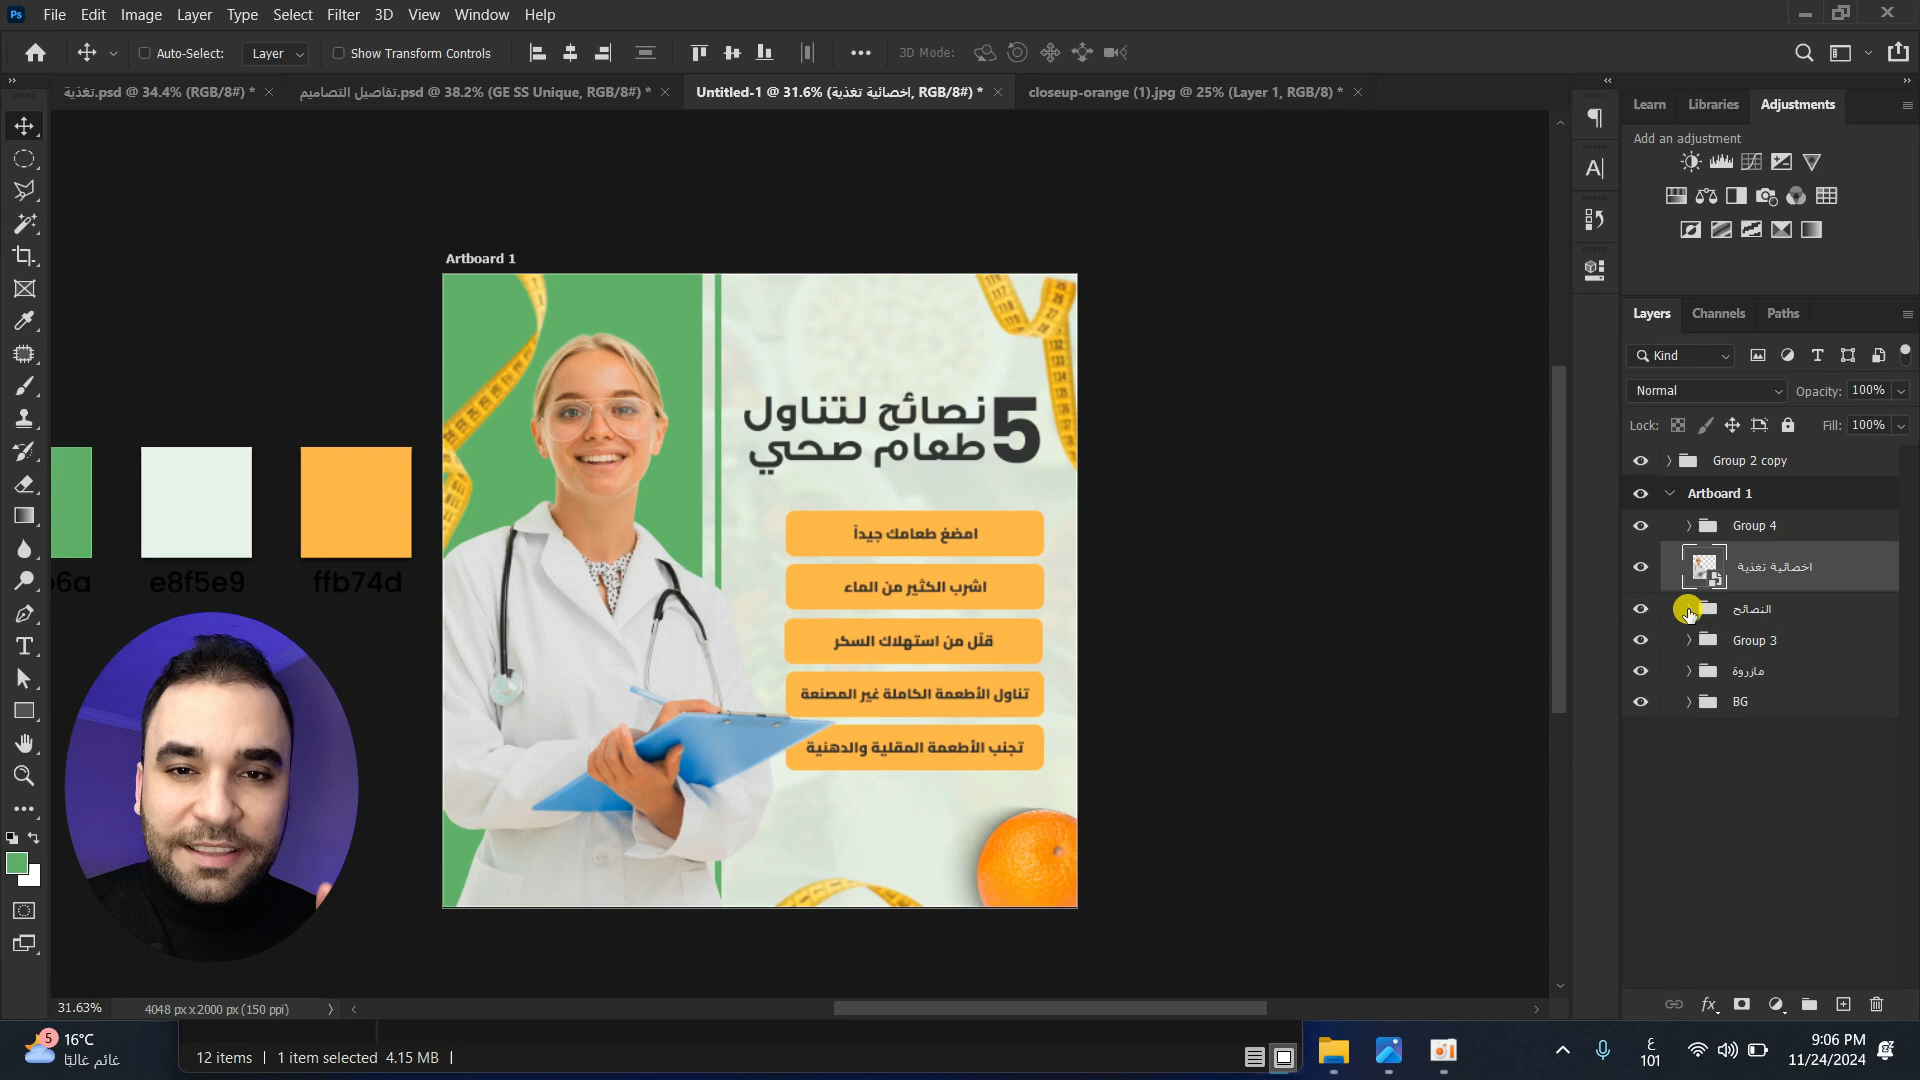 Ps File Edit Image Layer Type Select Filter 3D View Window Help
Auto-Select: Layer Show Transform Controls 3D Mode:
تغذية.psd @ 34.4% (RGB/8#) *
تفاصيل التصاميم.psd @ 38.2% (GE SS Unique, RGB/8#) *
Untitled-1 @ 31.6% (اخصائية تغذية, RGB/8#) *
closeup-orange (1).jpg @ 25% (Layer 1, RGB/8) *
Learn Libraries Adjustments
Add an adjustment
Artboard 1
5 نصائح لتناول
طعام صحي
امضغ طعامك جيداً
اشرب الكثير من الماء
قلّل من استهلاك السكر
تناول الأطعمة الكاملة غير المصنعة
تجنب الأطعمة المقلية والدهنية
6a
e8f5e9
ffb74d
Layers Channels Paths
Kind
Normal Opacity: 100%
Lock: Fill: 100%
Group 2 copy
Artboard 1
Group 4
اخصائية تغذية
النصائح
Group 3
مازروة
BG
31.63% 4048 px x 2000 px (150 ppi)
5 16°C
غائم غالبًا
12 items 1 item selected 4.15 MB
ع
101
9:06 PM
11/24/2024